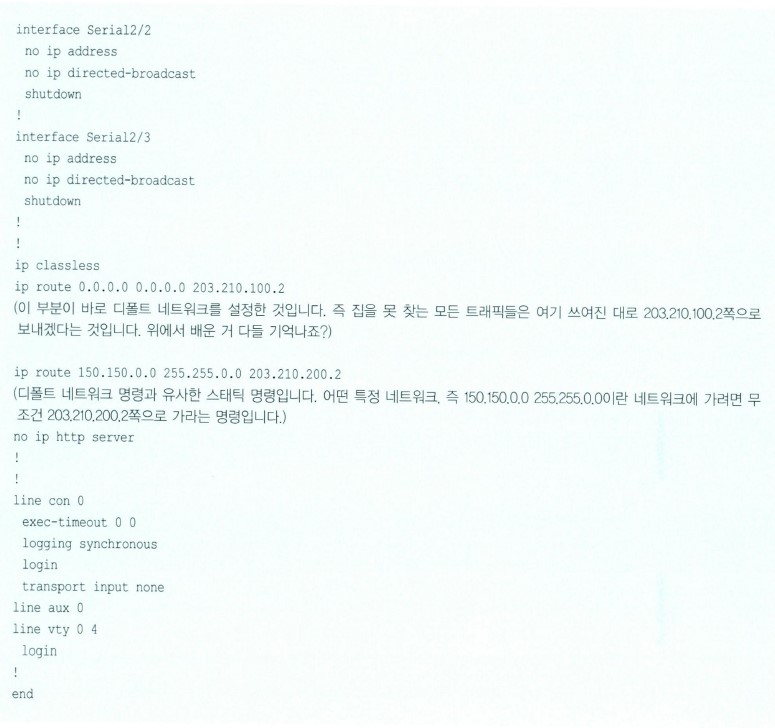 interface Serial2/2
 no ip address
 no ip directed-broadcast
 shutdown
!
interface Serial2/3
 no ip address
 no ip directed-broadcast
 shutdown
!
!
ip classless
ip route 0.0.0.0 0.0.0.0 203.210.100.2
(이 부분이 바로 디폴트 네트워크를 설정한 것입니다. 즉 집을 못 찾는 모든 트래픽들은 여기 쓰여진 대로 203.210.100.2쪽으로
보내겠다는 것입니다. 위에서 배운 거 다들 기억나죠?)
ip route 150.150.0.0 255.255.0.0 203.210.200.2
(디폴트 네트워크 명령과 유사한 스태틱 명령입니다. 어떤 특정 네트워크, 즉 150.150.0.0 255.255.0.0이란 네트워크에 가려면 무
조건 203.210.200.2쪽으로 가라는 명령입니다.)
no ip http server
!
!
line con 0
 exec-timeout 0 0
 logging synchronous
 login
 transport input none
line aux 0
line vty 0 4
 login
!
end